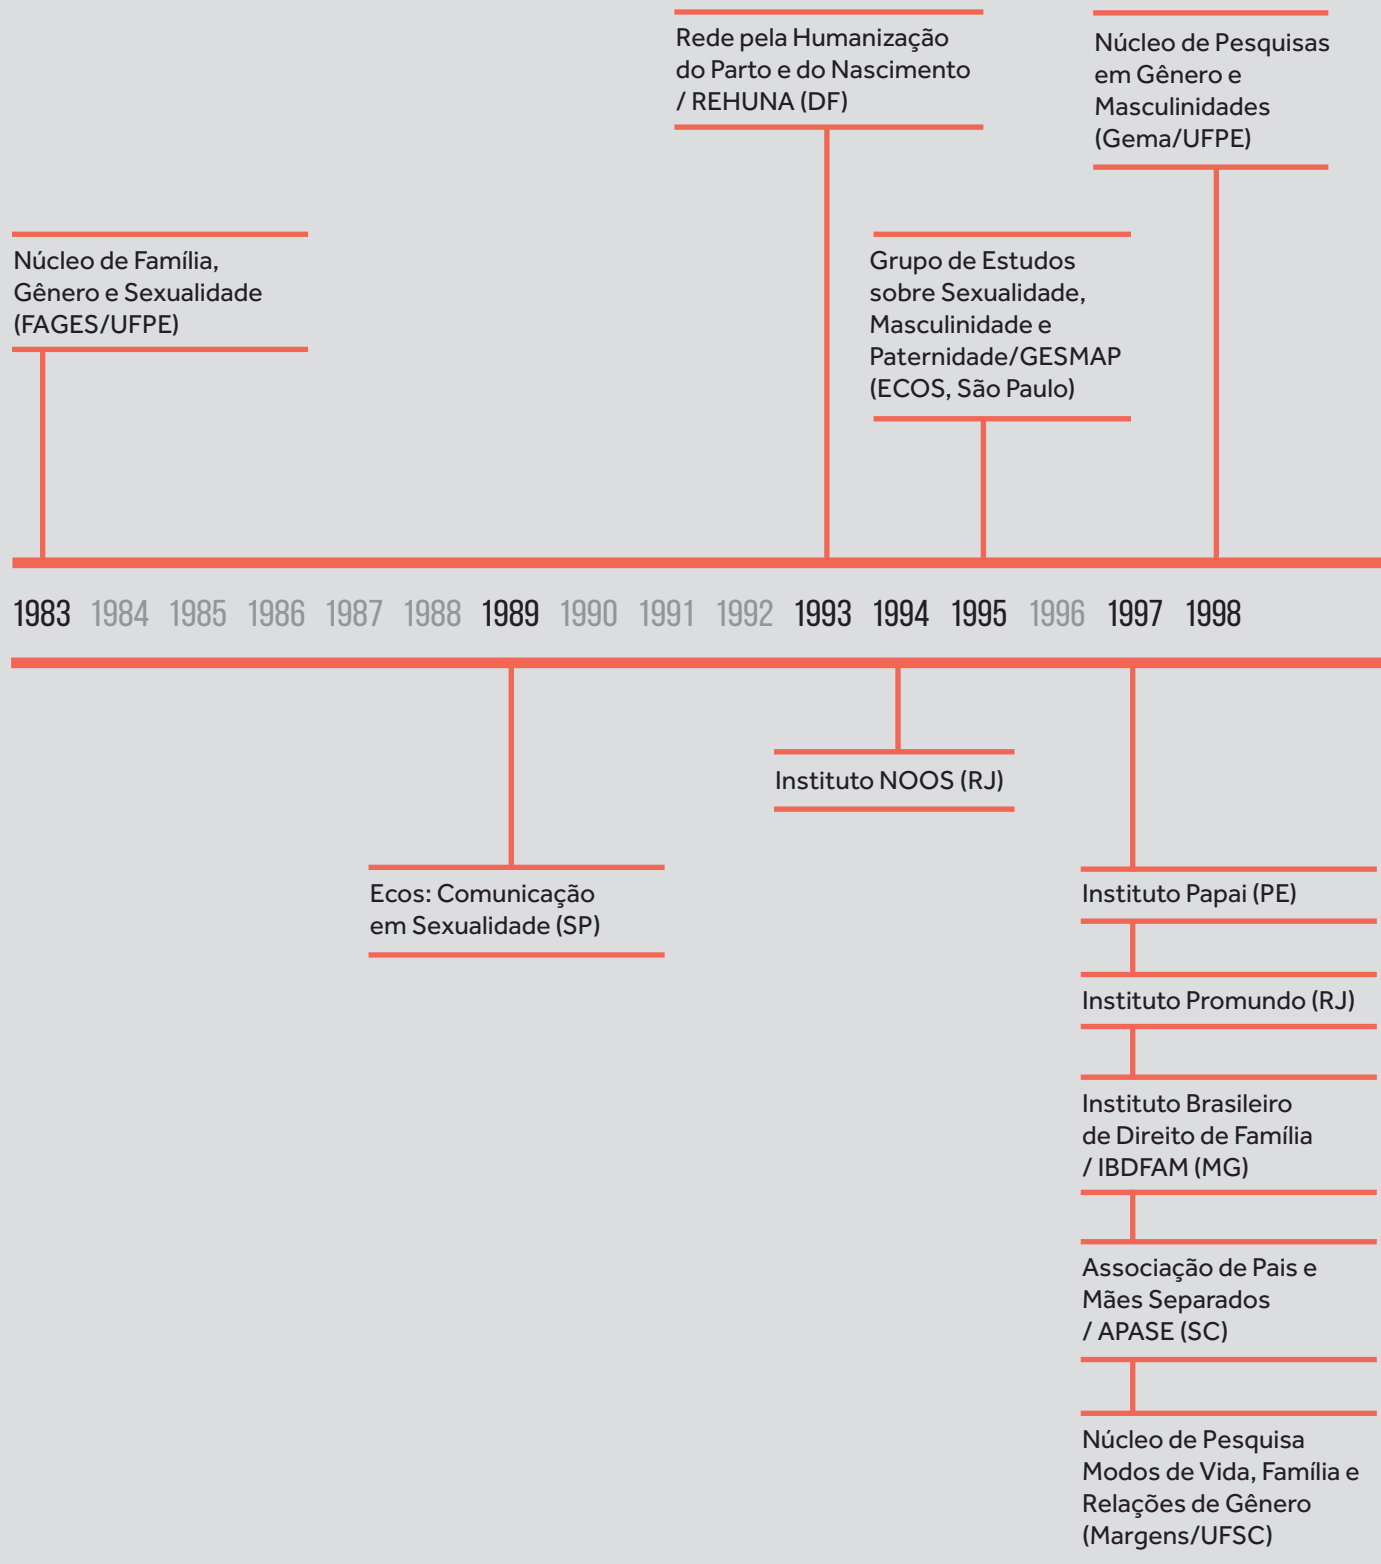 Rede pela Humanização
do Parto e do Nascimento
/ REHUNA (DF)
Núcleo de Pesquisas
em Gênero e
Masculinidades
(Gema/UFPE)
Núcleo de Família,
Gênero e Sexualidade
(FAGES/UFPE)
Grupo de Estudos
sobre Sexualidade,
Masculinidade e
Paternidade/GESMAP
(ECOS, São Paulo)
1983 1984 1985 1986 1987 1988 1989 1990 1991 1992 1993 1994 1995 1996 1997 1998
Instituto NOOS (RJ)
Ecos: Comunicação
em Sexualidade (SP)
Instituto Papai (PE)
Instituto Promundo (RJ)
Instituto Brasileiro
de Direito de Família
/ IBDFAM (MG)
Associação de Pais e
Mães Separados
/ APASE (SC)
Núcleo de Pesquisa
Modos de Vida, Família e
Relações de Gênero
(Margens/UFSC)